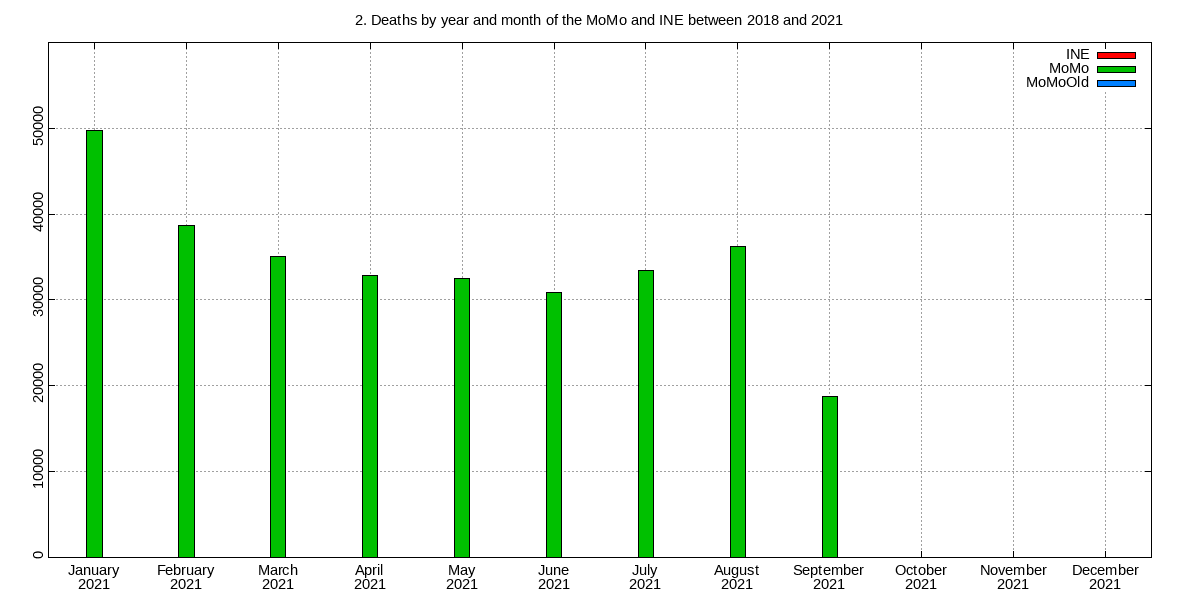 2. Deaths by year and month of the MoMo and INE between 2018 and 2021
INE
MoMo
MoMoOld
50000
40000
30000
20000
10000
0
January February March April May June July August September October November December
2021 2021 2021 2021 2021 2021 2021 2021 2021 2021 2021 2021